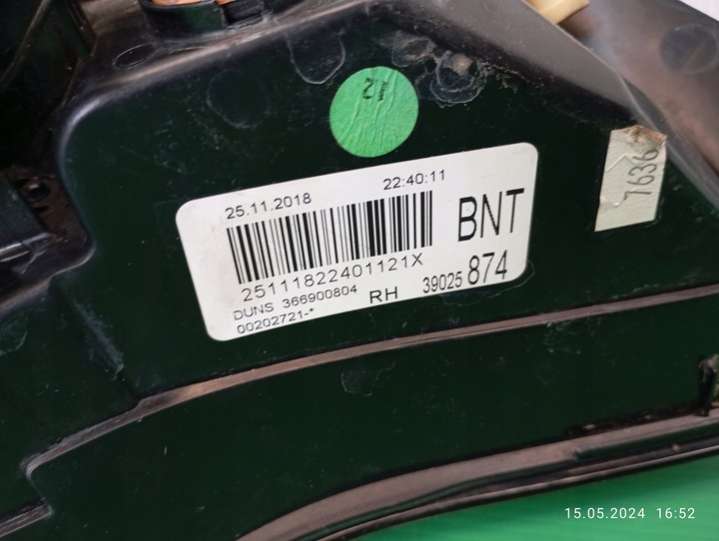 21
7636
25.11.2018 22:40:11
BNT
25111822401121X
DUNS 366900804 RH 39025 874
00202721-*
15.05.2024 16:52